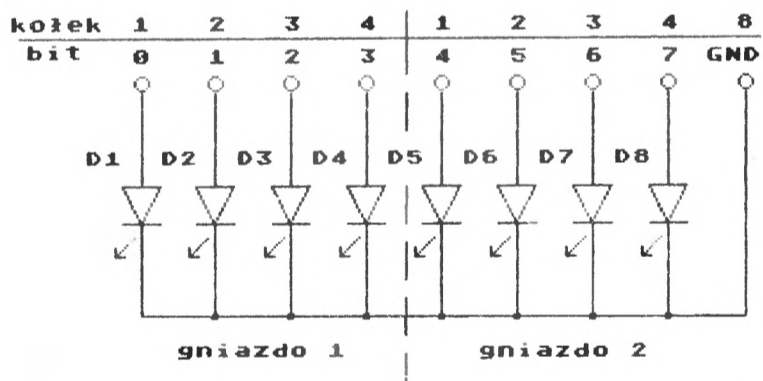 kołek 1 2 3 4 1 2 3 4 8
bit 0 1 2 3 4 5 6 7 GND
D1 D2 D3 D4 D5 D6 D7 D8
gniazdo 1 gniazdo 2